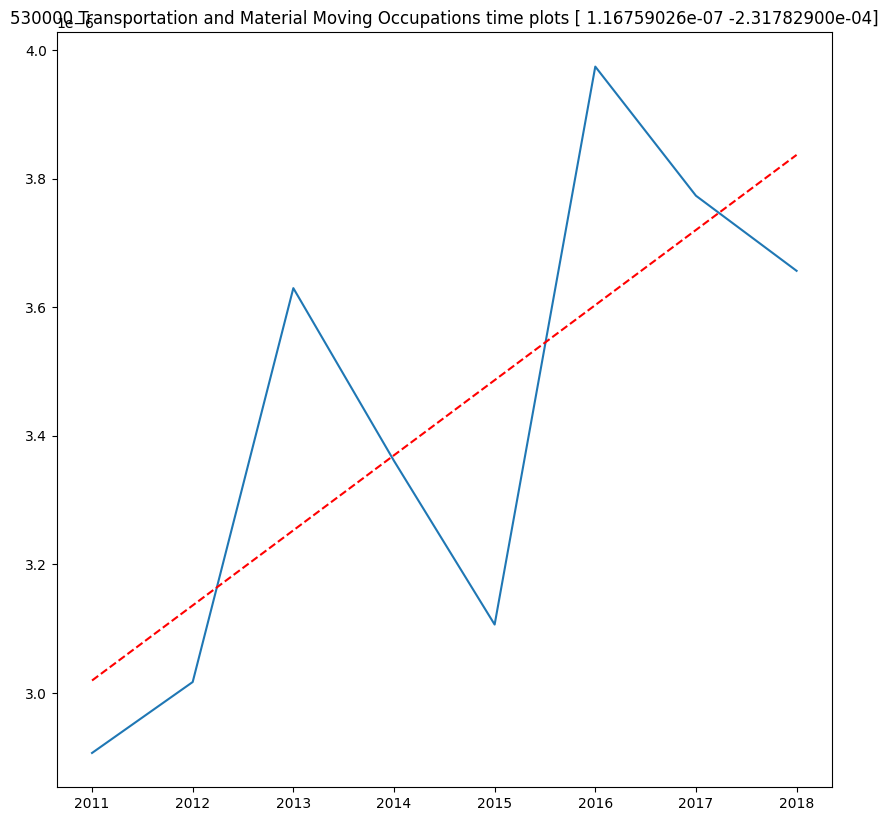 530000 Transportation and Material Moving Occupations time plots [ 1.16759026e-07 -2.31782900e-04]
1e−6
4.0
3.8
3.6
3.4
3.2
3.0
2011 2012 2013 2014 2015 2016 2017 2018